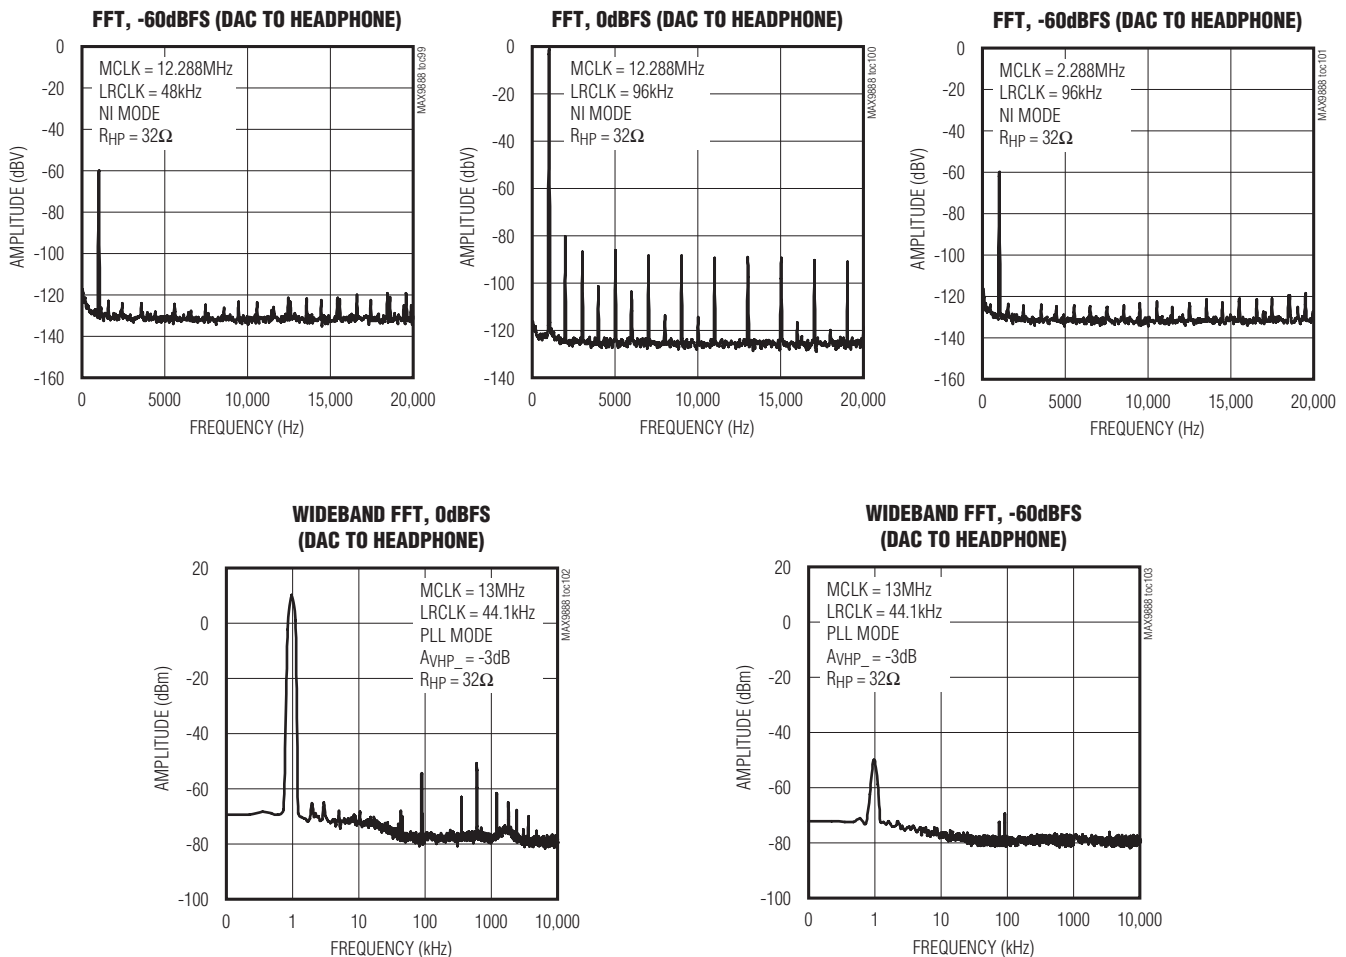 FFT, -60dBFS (DAC TO HEADPHONE)
0
-20
-40
-60
-80
-100
-120
-140
-160
AMPLITUDE (dBV)
MCLK = 12.288MHz
LRCLK = 48kHz
NI MODE
RHP = 32Ω
MAX9888 toc99
0
5000
10,000
15,000
20,000
FREQUENCY (Hz)
FFT, 0dBFS (DAC TO HEADPHONE)
0
-20
-40
-60
-80
-100
-120
-140
AMPLITUDE (dbV)
MCLK = 12.288MHz
LRCLK = 96kHz
NI MODE
RHP = 32Ω
MAX9888 toc100
0
5000
10,000
15,000
20,000
FREQUENCY (Hz)
FFT, -60dBFS (DAC TO HEADPHONE)
0
-20
-40
-60
-80
-100
-120
-140
-160
AMPLITUDE (dBV)
MCLK = 2.288MHz
LRCLK = 96kHz
NI MODE
RHP = 32Ω
MAX9888 toc101
0
5000
10,000
15,000
20,000
FREQUENCY (Hz)
WIDEBAND FFT, 0dBFS
(DAC TO HEADPHONE)
20
0
-20
-40
-60
-80
-100
AMPLITUDE (dBm)
MCLK = 13MHz
LRCLK = 44.1kHz
PLL MODE
AVHP_ = -3dB
RHP = 32Ω
MAX9888 toc102
0
1
10
100
1000
10,000
FREQUENCY (kHz)
WIDEBAND FFT, -60dBFS
(DAC TO HEADPHONE)
20
0
-20
-40
-60
-80
-100
AMPLITUDE (dBm)
MCLK = 13MHz
LRCLK = 44.1kHz
PLL MODE
AVHP_ = -3dB
RHP = 32Ω
MAX9888 toc103
0
1
10
100
1000
10,000
FREQUENCY (kHz)